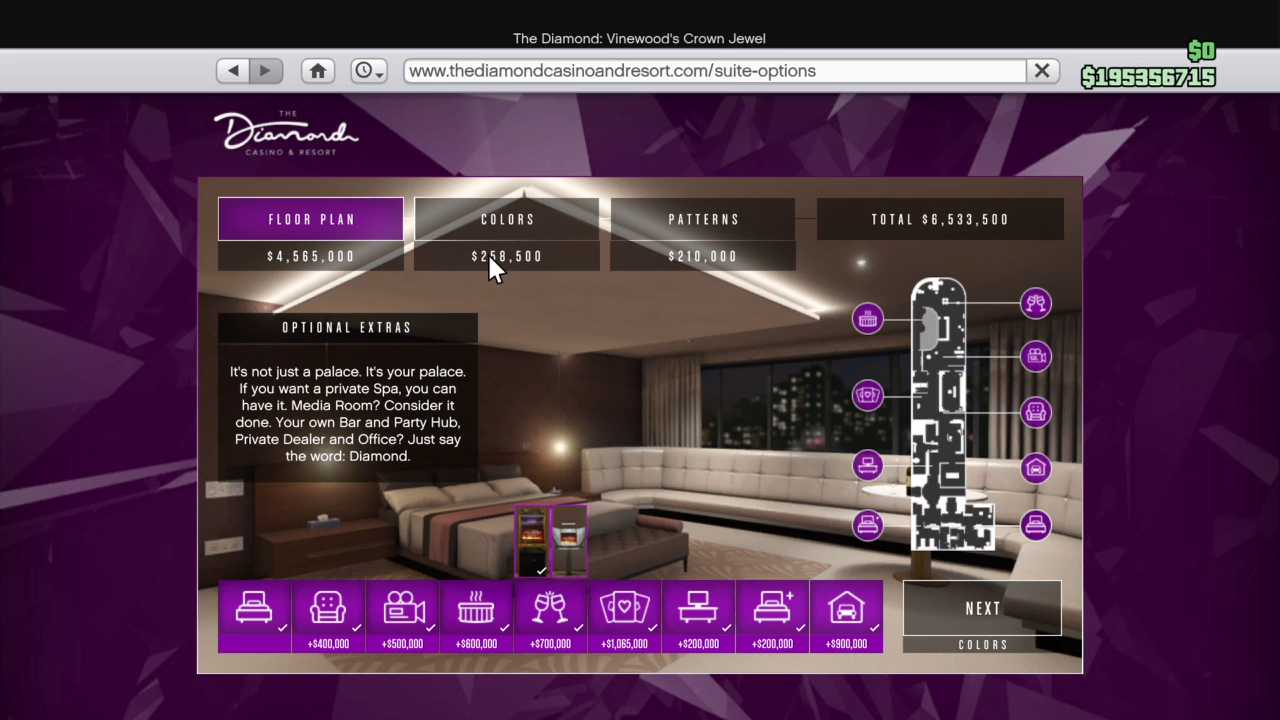 The Diamond: Vinewood's Crown Jewel
$0
www.thediamondcasinoandresort.com/suite-options
$195356715
THE
Diamond
CASINO & RESORT
FLOOR PLAN
COLORS
PATTERNS
TOTAL $6,533,500
$4,565,000
$258,500
$210,000
OPTIONAL EXTRAS
It's not just a palace. It's your palace.
If you want a private Spa, you can
have it. Media Room? Consider it
done. Your own Bar and Party Hub,
Private Dealer and Office? Just say
the word: Diamond.
NEXT
+$400,000
+$500,000
+$600,000
+$700,000
+$1,065,000
+$200,000
+$200,000
+$900,000
COLORS